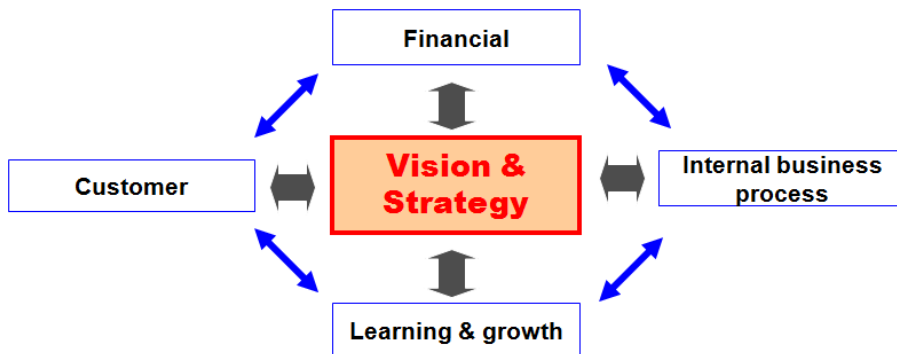 Financial
Customer
Vision &
Strategy
Internal business
process
Learning & growth